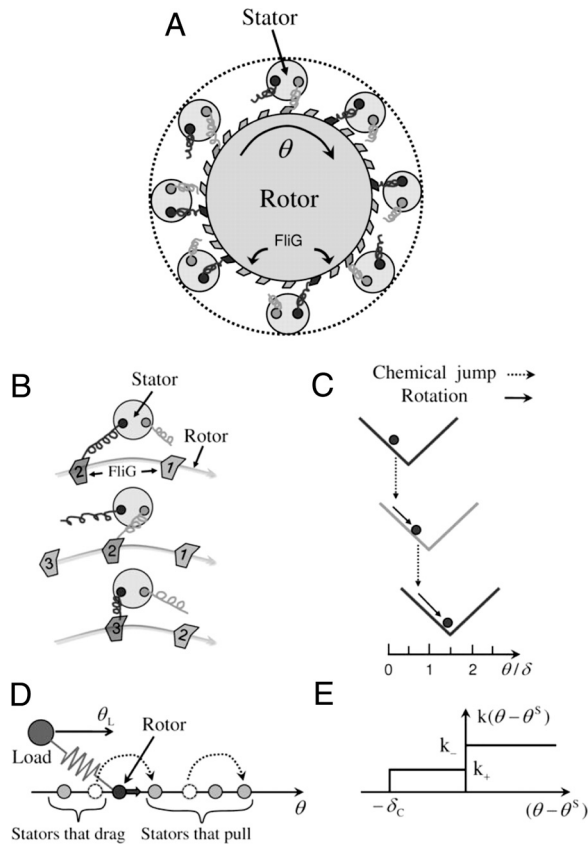 A
Stator
θ
Rotor
FliG
B
Stator
Rotor
2 FliG 1
3 2 1
3 2
C
Chemical jump
Rotation
0 1 2 θ/δ
D
θL
Rotor
Load
θ
Stators that drag Stators that pull
E
k(θ − θS)
k−
k+
−δC
(θ − θS)